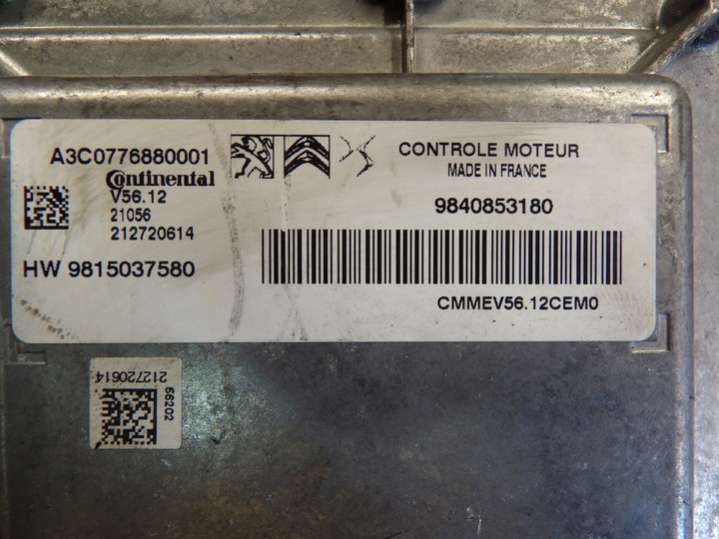 A3C0776880001
Continental
V56.12
21056
212720614
HW 9815037580
CONTROLE MOTEUR
MADE IN FRANCE
9840853180
CMMEV56.12CEM0
212720614
56202